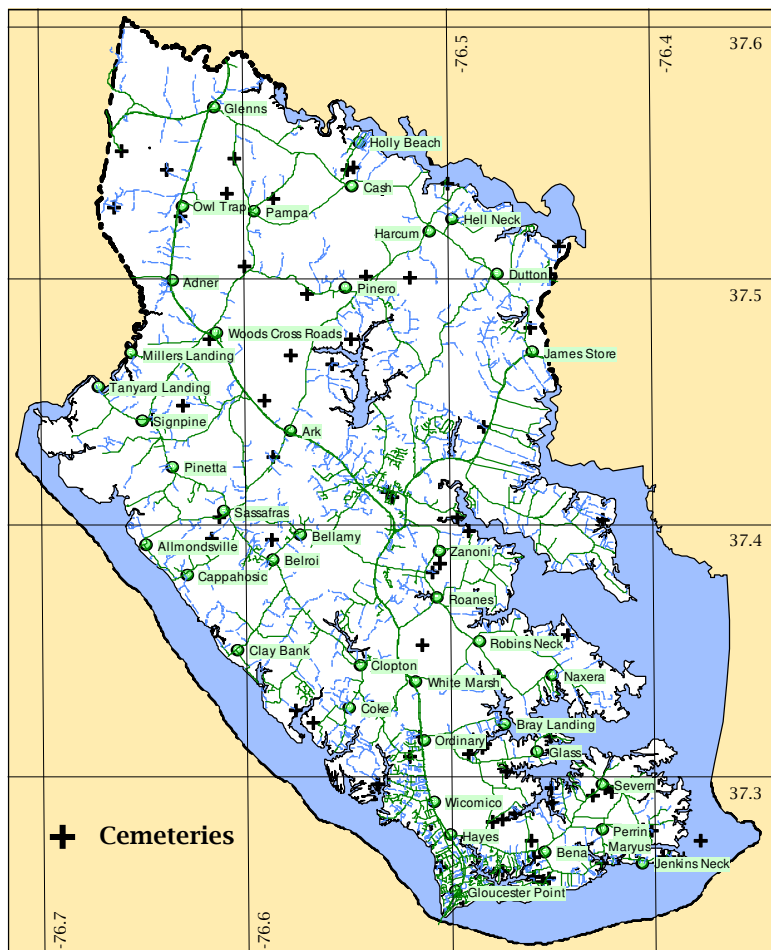 -76.5
-76.4
37.6
Glenns
Holly Beach
Cash
Owl Trap
Pampa
Hell Neck
Harcum
Dutton
37.5
Adner
Pinero
Woods Cross Roads
Millers Landing
James Store
Tanyard Landing
Signpine
Ark
Pinetta
Sassafras
37.4
Bellamy
Allmondsville
Zanoni
Belroi
Cappahosic
Roanes
Robins Neck
Clay Bank
Clopton
Naxera
White Marsh
Coke
Bray Landing
Ordinary
Glass
37.3
Severn
Wicomico
Cemeteries
Hayes
Perrin
Maryus
Bena
Jenkins Neck
Gloucester Point
-76.7
-76.6